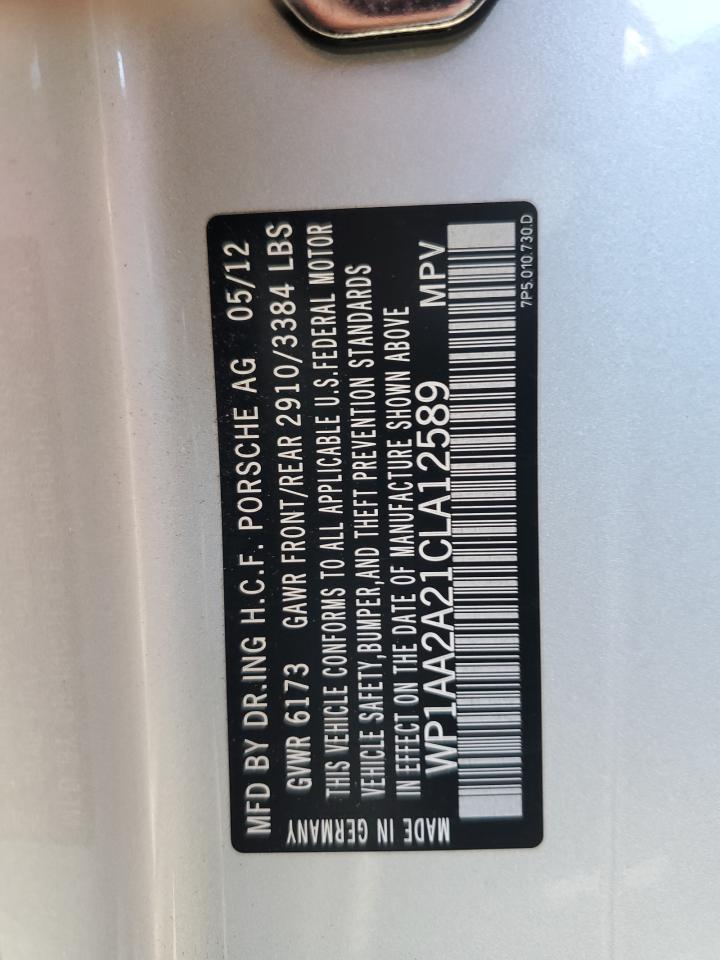 MFD BY DR.ING H.C.F. PORSCHE AG 05/12
GVWR 6173 GAWR FRONT/REAR 2910/3384 LBS
THIS VEHICLE CONFORMS TO ALL APPLICABLE U.S.FEDERAL MOTOR
VEHICLE SAFETY,BUMPER,AND THEFT PREVENTION STANDARDS
IN EFFECT ON THE DATE OF MANUFACTURE SHOWN ABOVE
WP1AA2A21CLA12589 MPV
MADE IN GERMANY
7P5.010.730.D